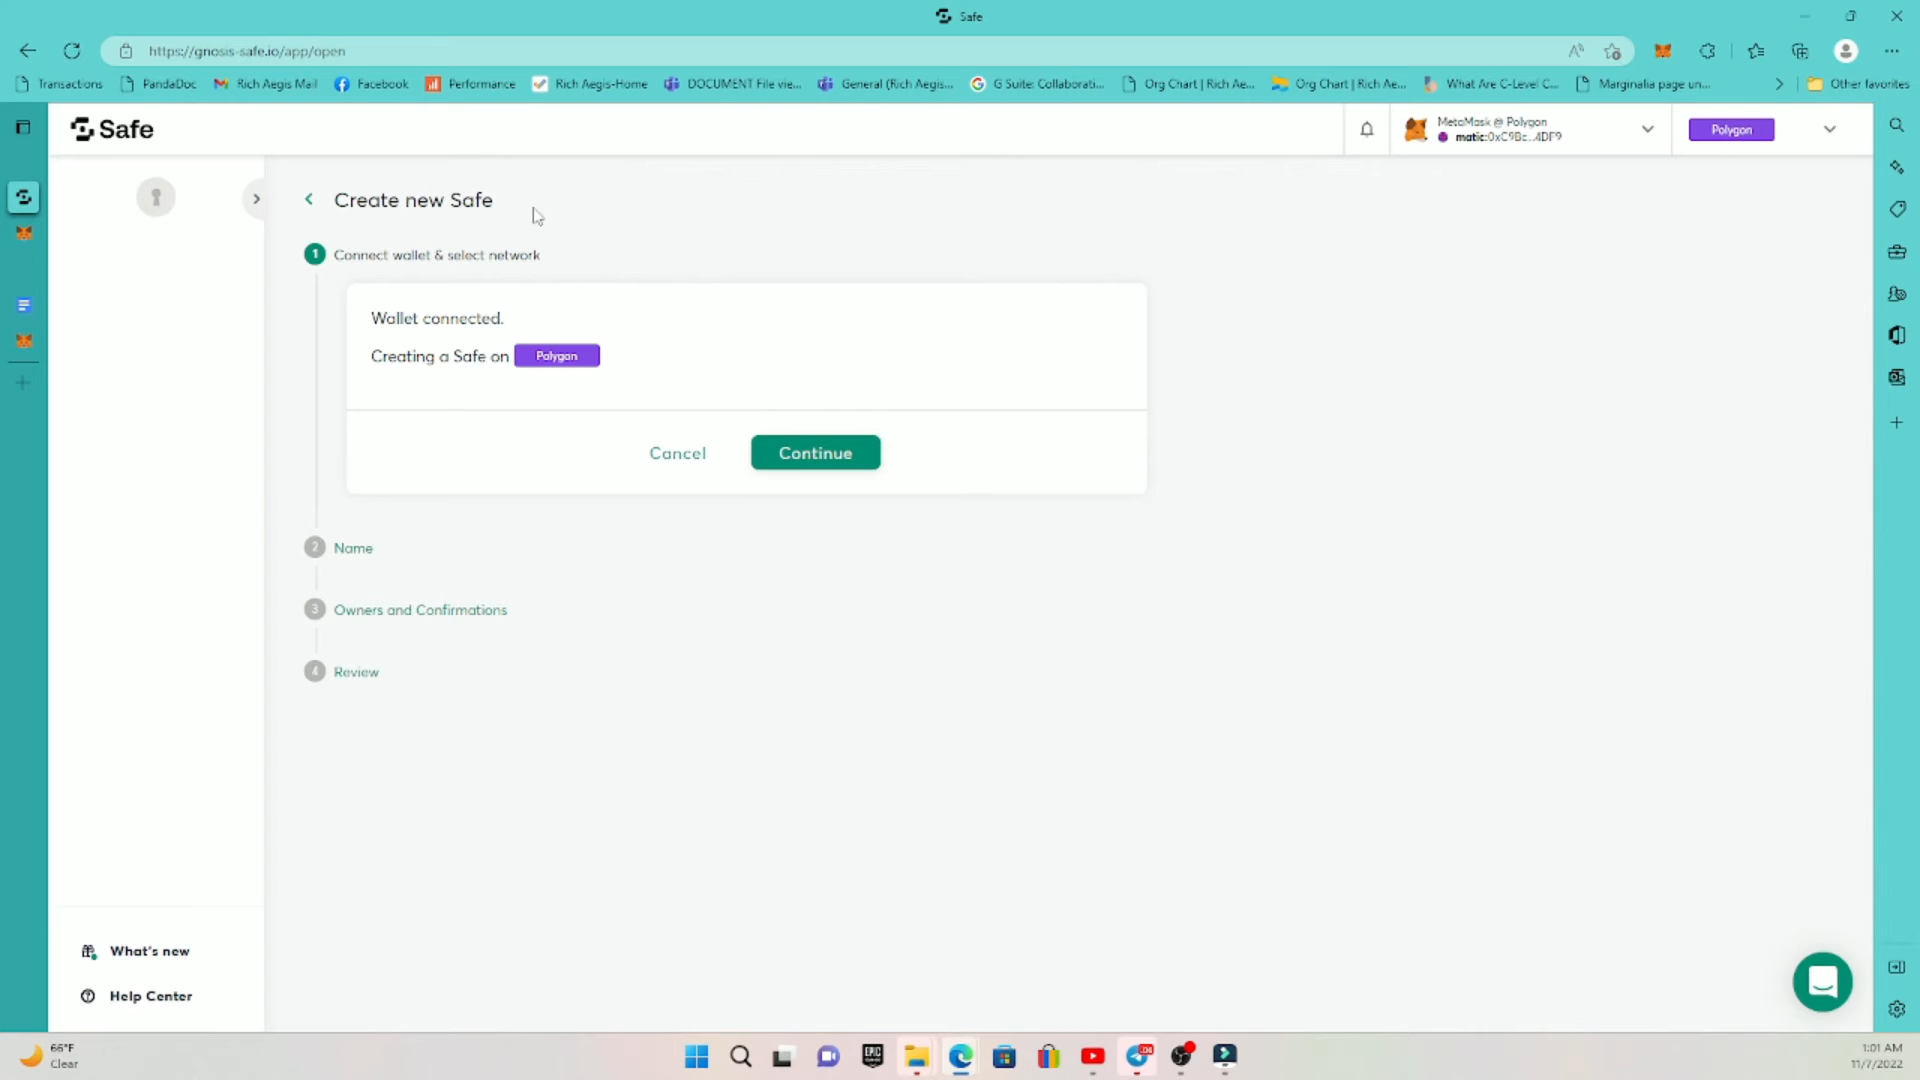 Safe
https://gnosis-safe.io/app/open
Transactions
PandaDoc
Rich Aegis Mail
Facebook
Performance
Rich Aegis-Home
DOCUMENT File vie...
General (Rich Aegis...
G Suite: Collaborati...
Org Chart | Rich Ae...
Org Chart | Rich Ae...
What Are C-Level C...
Marginalia page un...
Other favorites
Safe
MetaMask @ Polygon
matic:0xC9Bc...4DF9
Polygon
Create new Safe
1 Connect wallet & select network
Wallet connected.
Creating a Safe on Polygon
Cancel
Continue
2 Name
3 Owners and Confirmations
4 Review
What's new
Help Center
66°F
Clear
EPIC
1:01 AM
11/7/2022